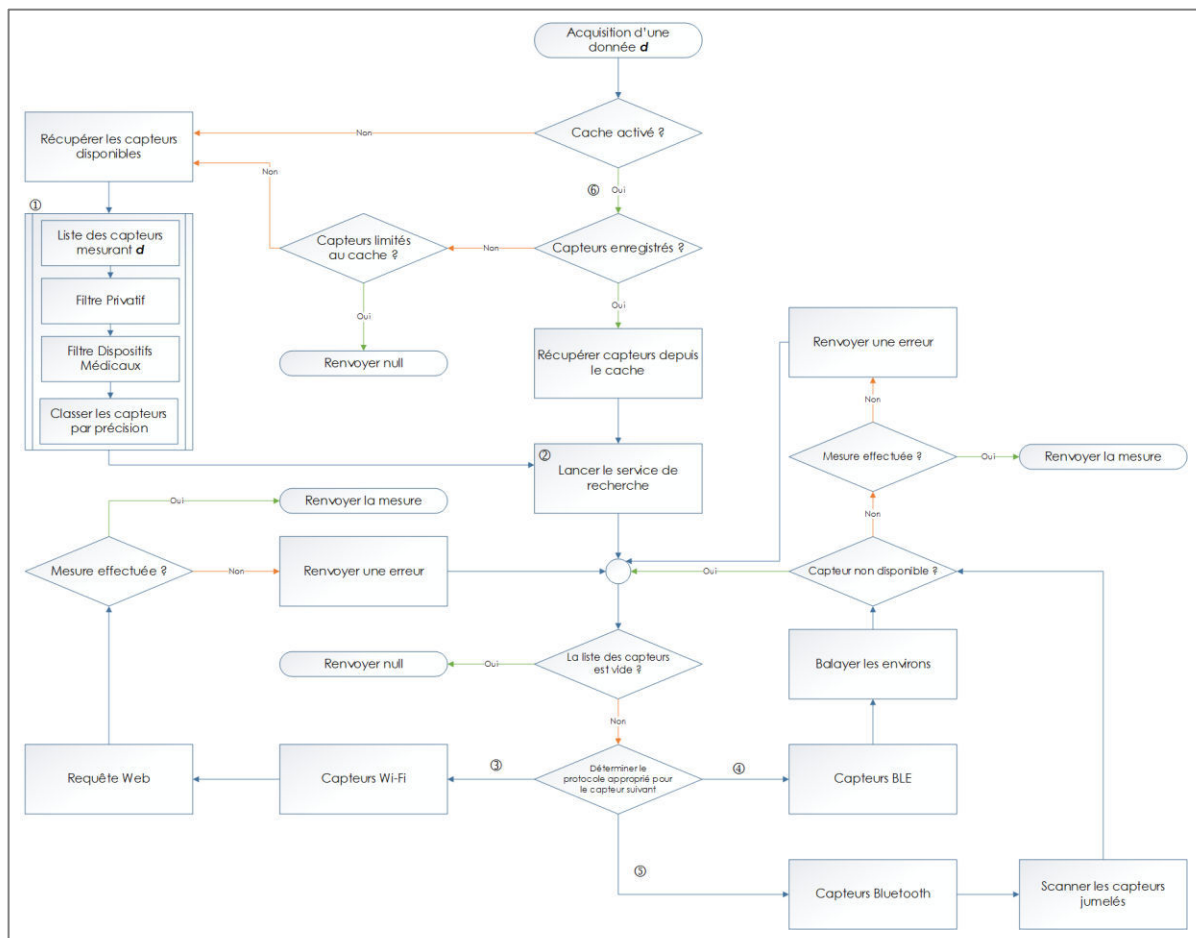 Acquisition d'une
donnée d
Cache activé ?
Non
Récupérer les capteurs
disponibles
Non
⑥
Oui
①
Liste des capteurs
mesurant d
Capteurs limités
au cache ?
Non
Capteurs enregistrés ?
Filtre Privatif
Oui
Oui
Filtre Dispositifs
Médicaux
Renvoyer null
Récupérer capteurs depuis
le cache
Renvoyer une erreur
Non
Classer les capteurs
par précision
②
Lancer le service de
recherche
Mesure effectuée ?
Oui
Renvoyer la mesure
Oui
Renvoyer la mesure
Non
Mesure effectuée ?
Non
Renvoyer une erreur
Oui
Capteur non disponible ?
Renvoyer null
Oui
La liste des capteurs
est vide ?
Balayer les environs
Non
Requête Web
Capteurs Wi-Fi
③
Déterminer le
protocole approprié pour
le capteur suivant
④
Capteurs BLE
⑤
Capteurs Bluetooth
Scanner les capteurs
jumelés